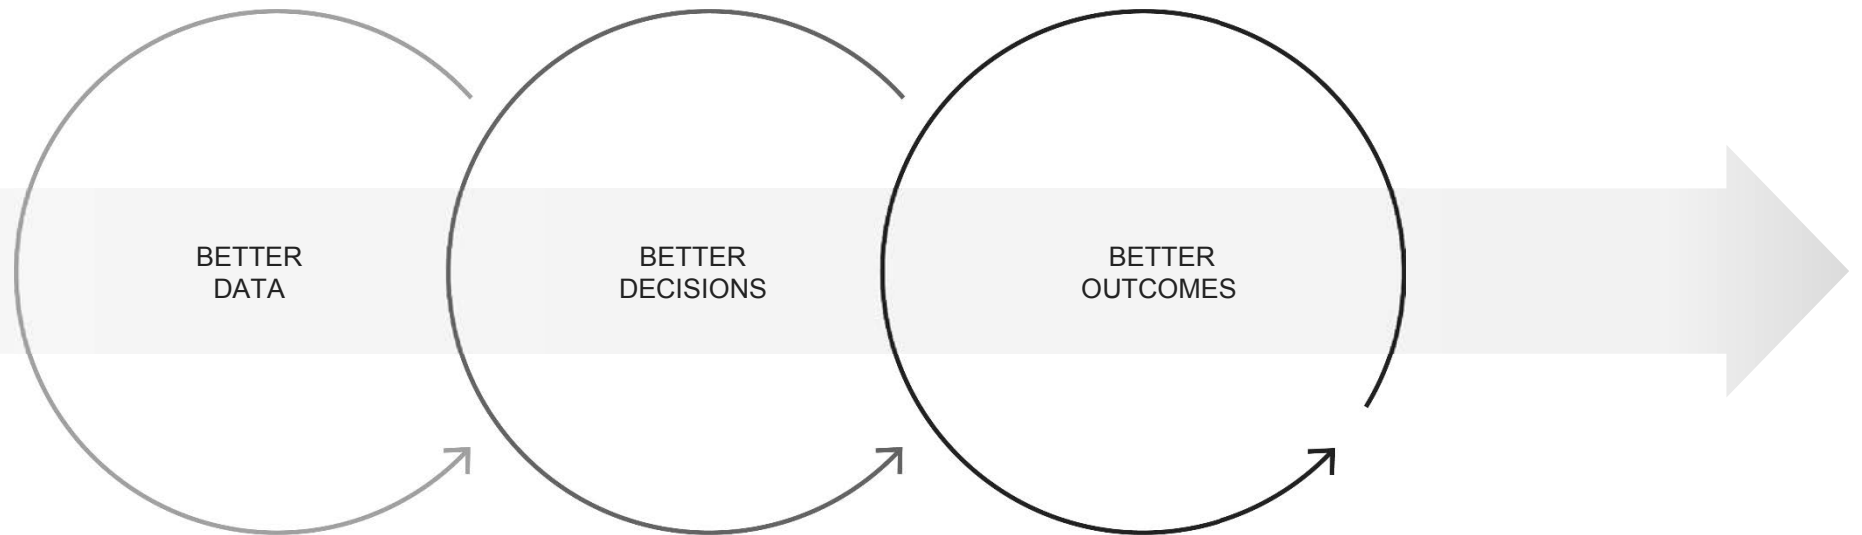 BETTER
DATA
BETTER
DECISIONS
BETTER
OUTCOMES